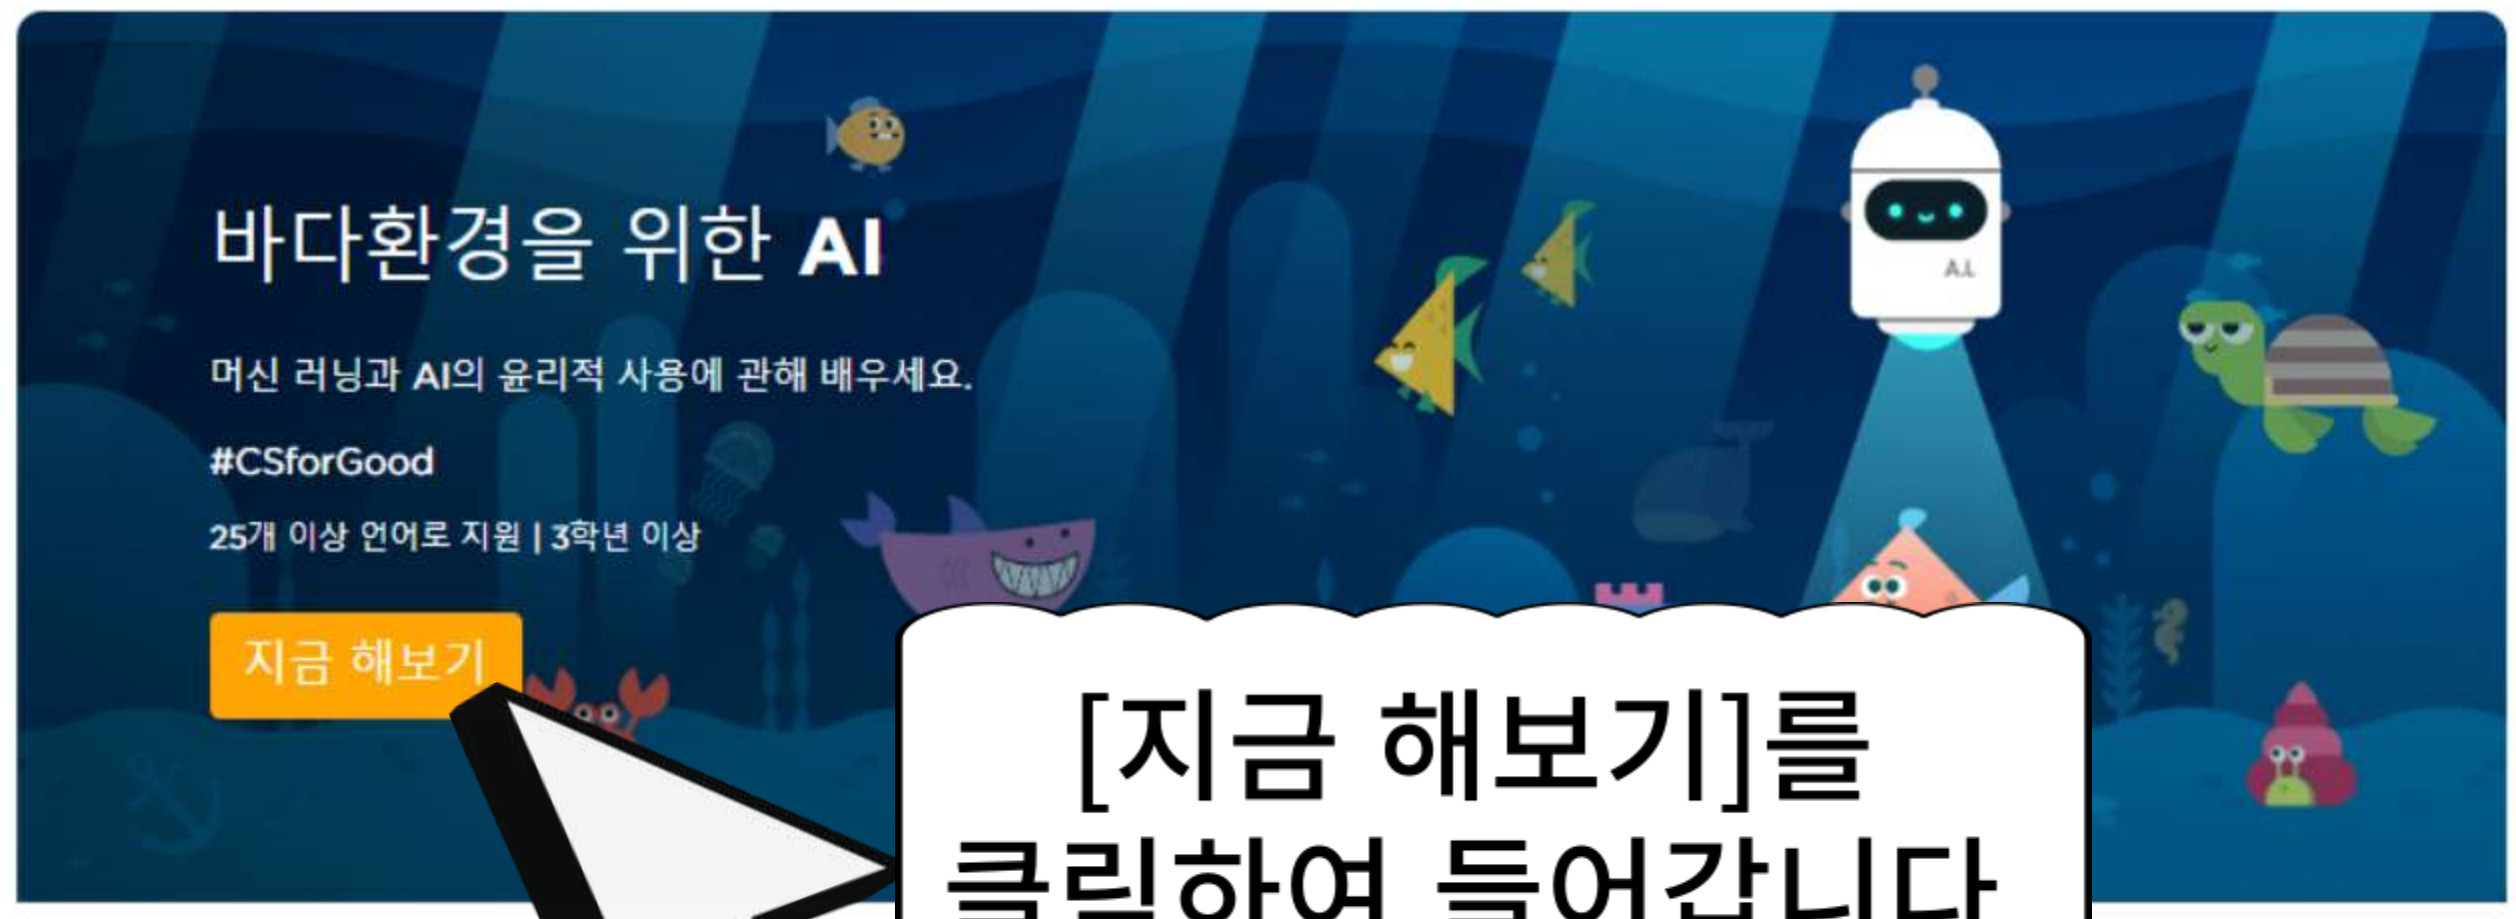 바다환경을 위한 AI
머신 러닝과 AI의 윤리적 사용에 관해 배우세요.
#CSforGood
25개 이상 언어로 지원 | 3학년 이상
지금 해보기
A.I.
[지금 해보기]를
클릭하여 들어갑니다